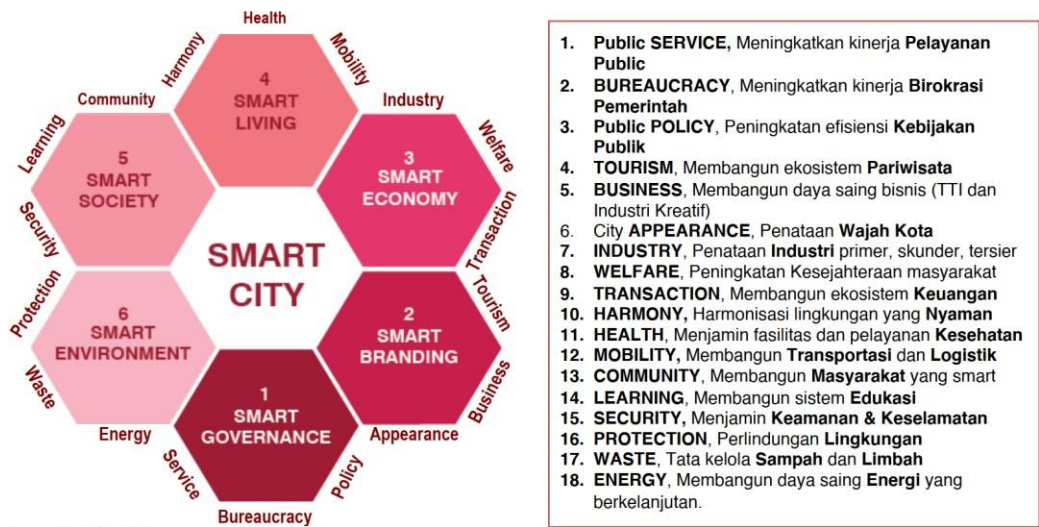 Health
Harmony
Mobility
4
SMART
LIVING
Community
Industry
Learning
Welfare
5
SMART
SOCIETY
3
SMART
ECONOMY
Security
Transaction
SMART
CITY
Protection
Tourism
6
SMART
ENVIRONMENT
2
SMART
BRANDING
Waste
Business
1
SMART
GOVERNANCE
Energy
Appearance
Service
Policy
Bureaucracy
1. Public SERVICE, Meningkatkan kinerja Pelayanan
Public
2. BUREAUCRACY, Meningkatkan kinerja Birokrasi
Pemerintah
3. Public POLICY, Peningkatan efisiensi Kebijakan
Publik
4. TOURISM, Membangun ekosistem Pariwisata
5. BUSINESS, Membangun daya saing bisnis (TTI dan
Industri Kreatif)
6. City APPEARANCE, Penataan Wajah Kota
7. INDUSTRY, Penataan Industri primer, skunder, tersier
8. WELFARE, Peningkatan Kesejahteraan masyarakat
9. TRANSACTION, Membangun ekosistem Keuangan
10. HARMONY, Harmonisasi lingkungan yang Nyaman
11. HEALTH, Menjamin fasilitas dan pelayanan Kesehatan
12. MOBILITY, Membangun Transportasi dan Logistik
13. COMMUNITY, Membangun Masyarakat yang smart
14. LEARNING, Membangun sistem Edukasi
15. SECURITY, Menjamin Keamanan & Keselamatan
16. PROTECTION, Perlindungan Lingkungan
17. WASTE, Tata kelola Sampah dan Limbah
18. ENERGY, Membangun daya saing Energi yang
berkelanjutan.